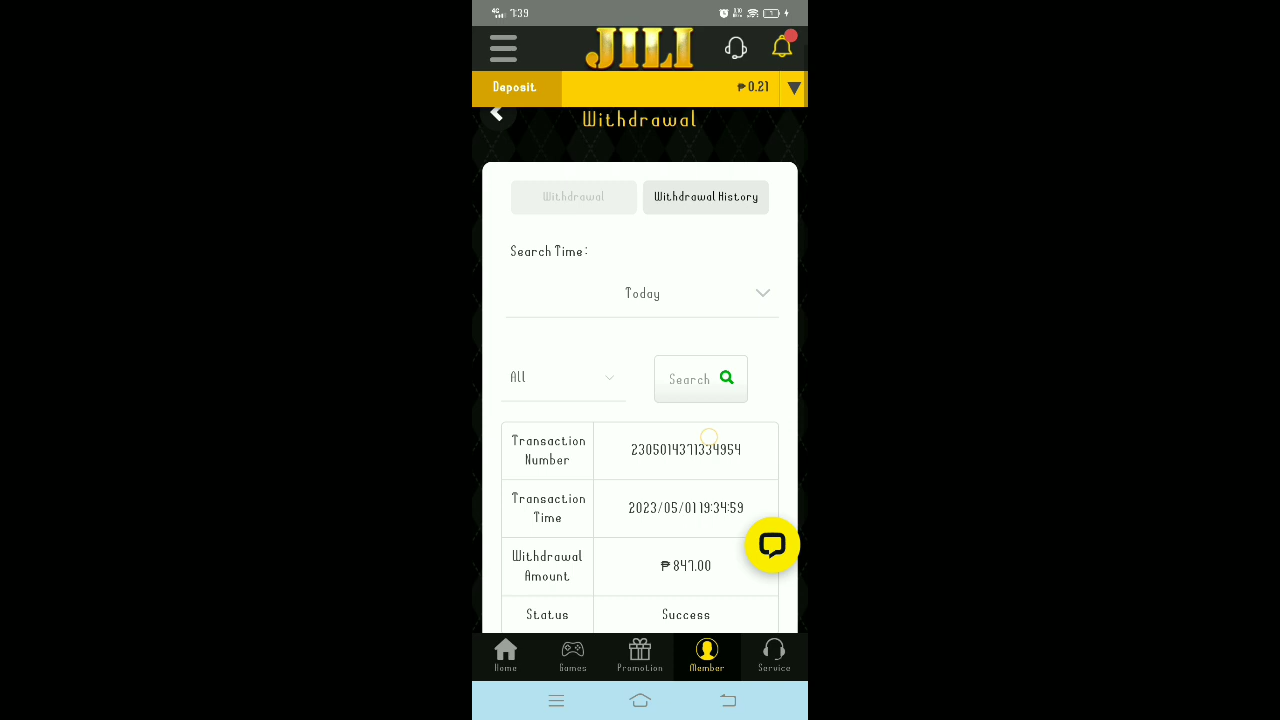 4G 7:39
JILI
Deposit
₱ 0.21
Withdrawal
Withdrawal
Withdrawal History
Search Time :
Today
All
Search
Transaction Number
2305014371334954
Transaction Time
2023/05/01 19:34:59
Withdrawal Amount
₱ 847.00
Status
Success
Home
Games
Promotion
Member
Service